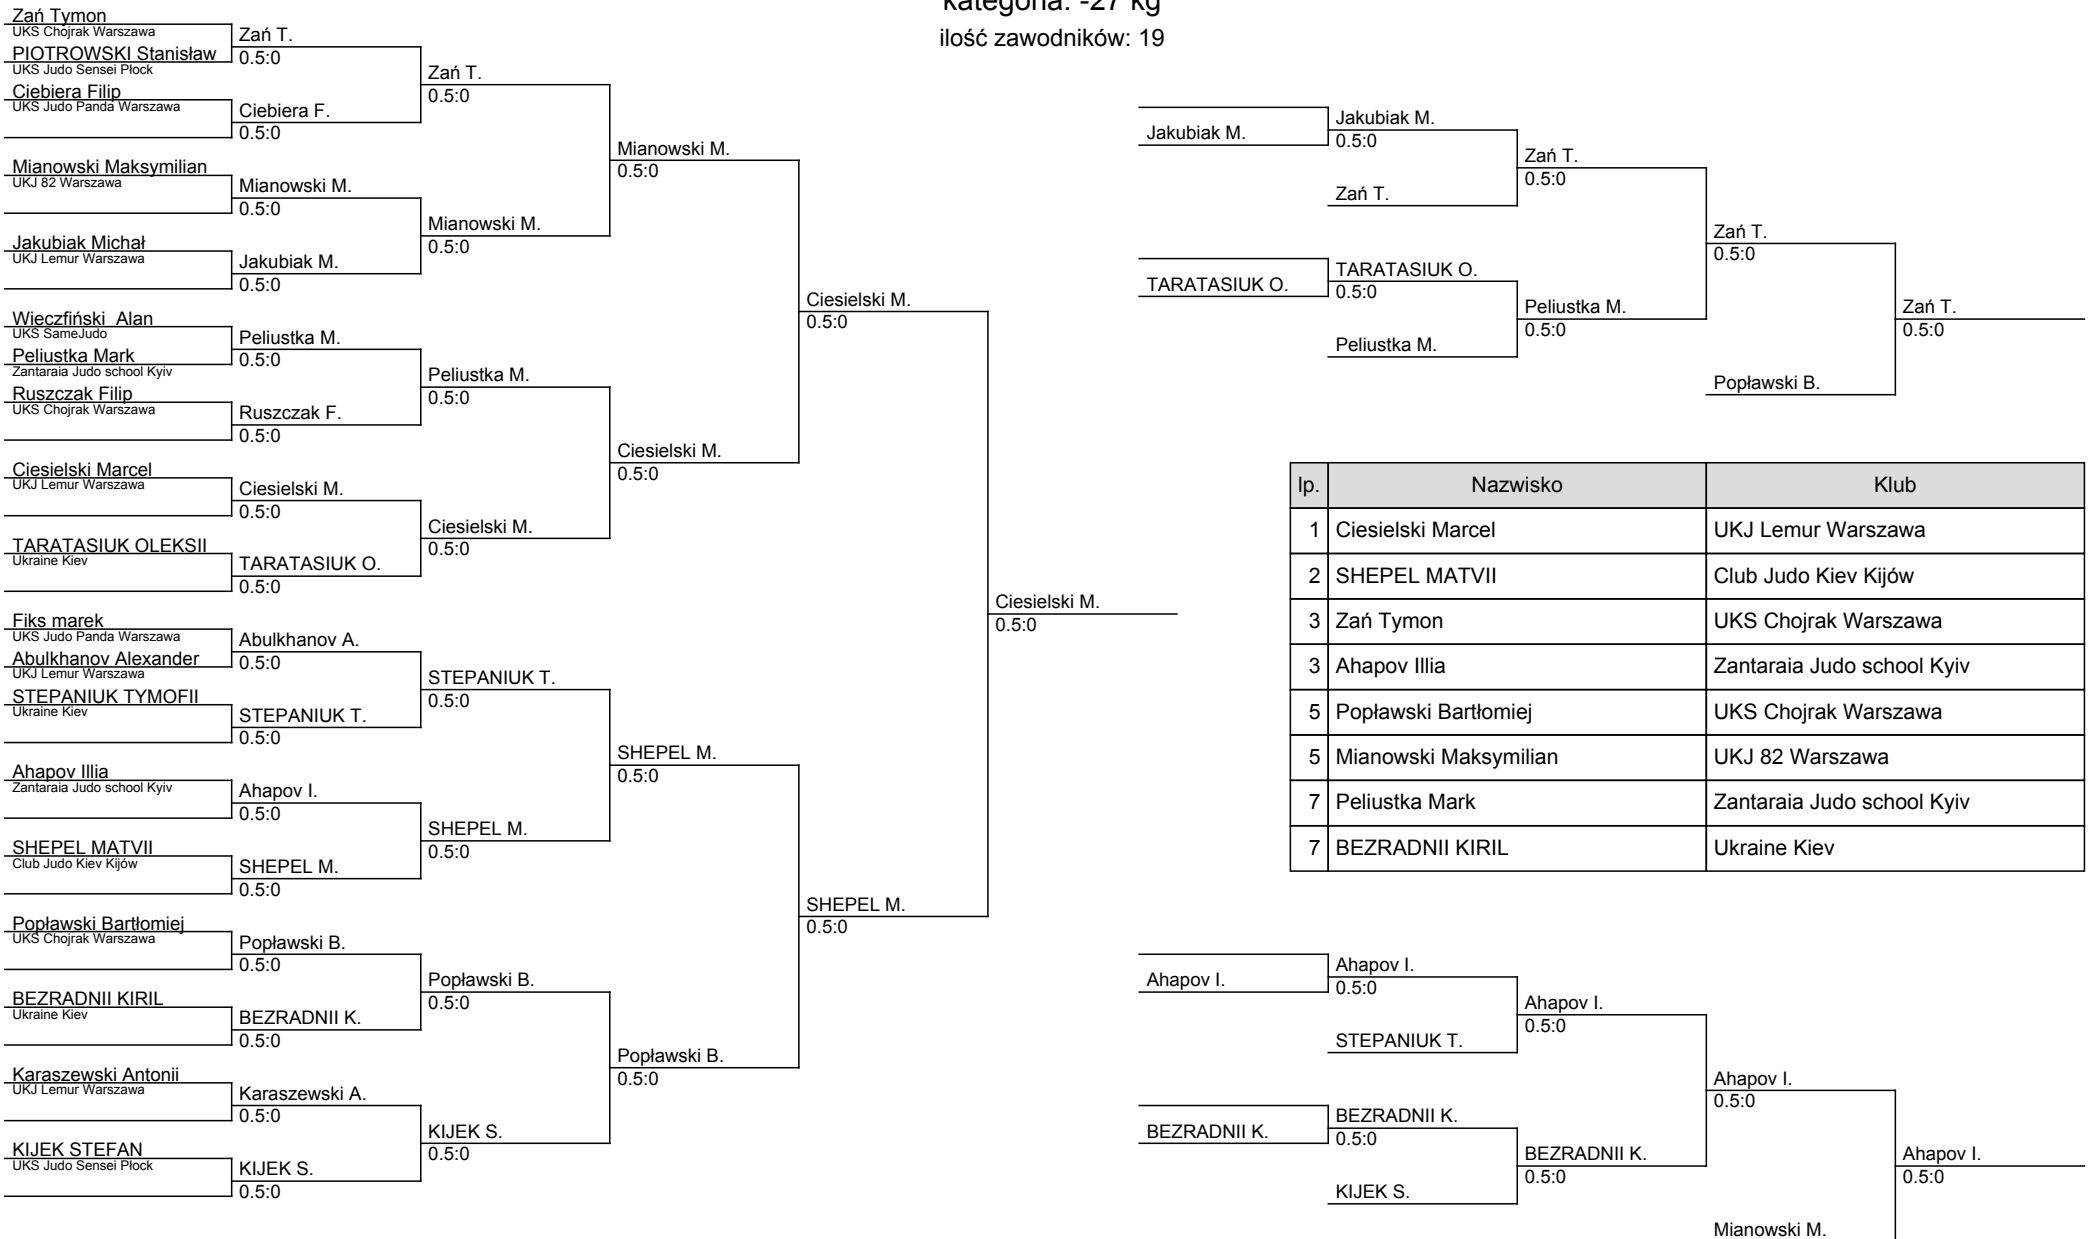 kategoria: -27 kg
ilość zawodników: 19
Zań Tymon
UKS Chojrak Warszawa
PIOTROWSKI Stanisław
UKS Judo Sensei Płock
Ciebiera Filip
UKS Judo Panda Warszawa
Mianowski Maksymilian
UKJ 82 Warszawa
Jakubiak Michał
UKJ Lemur Warszawa
Wieczfiński  Alan
UKS SameJudo
Peliustka Mark
Zantaraia Judo school Kyiv
Ruszczak Filip
UKS Chojrak Warszawa
Ciesielski Marcel
UKJ Lemur Warszawa
TARATASIUK OLEKSII
Ukraine Kiev
Fiks marek
UKS Judo Panda Warszawa
Abulkhanov Alexander
UKJ Lemur Warszawa
STEPANIUK TYMOFII
Ukraine Kiev
Ahapov Illia
Zantaraia Judo school Kyiv
SHEPEL MATVII
Club Judo Kiev Kijów
Popławski Bartłomiej
UKS Chojrak Warszawa
BEZRADNII KIRIL
Ukraine Kiev
Karaszewski Antonii
UKJ Lemur Warszawa
KIJEK STEFAN
UKS Judo Sensei Płock
Zań T.
0.5:0
Ciebiera F.
0.5:0
Mianowski M.
0.5:0
Jakubiak M.
0.5:0
Peliustka M.
0.5:0
Ruszczak F.
0.5:0
Ciesielski M.
0.5:0
TARATASIUK O.
0.5:0
Abulkhanov A.
0.5:0
STEPANIUK T.
0.5:0
Ahapov I.
0.5:0
SHEPEL M.
0.5:0
Popławski B.
0.5:0
BEZRADNII K.
0.5:0
Karaszewski A.
0.5:0
KIJEK S.
0.5:0
Zań T.
0.5:0
Mianowski M.
0.5:0
Peliustka M.
0.5:0
Ciesielski M.
0.5:0
STEPANIUK T.
0.5:0
SHEPEL M.
0.5:0
Popławski B.
0.5:0
KIJEK S.
0.5:0
Mianowski M.
0.5:0
Ciesielski M.
0.5:0
SHEPEL M.
0.5:0
Popławski B.
0.5:0
Ciesielski M.
0.5:0
SHEPEL M.
0.5:0
Ciesielski M.
0.5:0
Jakubiak M.
TARATASIUK O.
Jakubiak M.
0.5:0
Zań T.
TARATASIUK O.
0.5:0
Peliustka M.
Zań T.
0.5:0
Peliustka M.
0.5:0
Zań T.
0.5:0
Popławski B.
Zań T.
0.5:0
lp. Nazwisko Klub
1 Ciesielski Marcel UKJ Lemur Warszawa
2 SHEPEL MATVII Club Judo Kiev Kijów
3 Zań Tymon UKS Chojrak Warszawa
3 Ahapov Illia Zantaraia Judo school Kyiv
5 Popławski Bartłomiej UKS Chojrak Warszawa
5 Mianowski Maksymilian UKJ 82 Warszawa
7 Peliustka Mark Zantaraia Judo school Kyiv
7 BEZRADNII KIRIL Ukraine Kiev
Ahapov I.
BEZRADNII K.
Ahapov I.
0.5:0
STEPANIUK T.
BEZRADNII K.
0.5:0
KIJEK S.
Ahapov I.
0.5:0
BEZRADNII K.
0.5:0
Ahapov I.
0.5:0
Mianowski M.
Ahapov I.
0.5:0